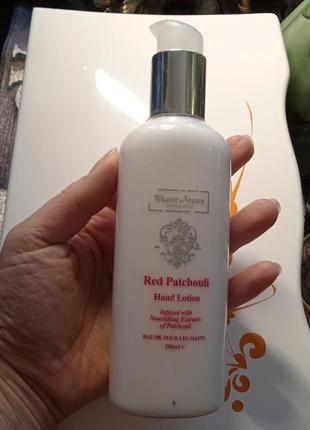 Winter in Venice
Red Patchouli
Hand Lotion
Infused with
Nourishing Extracts
of Patchouli
BAUME POUR LES MAINS
200ml e